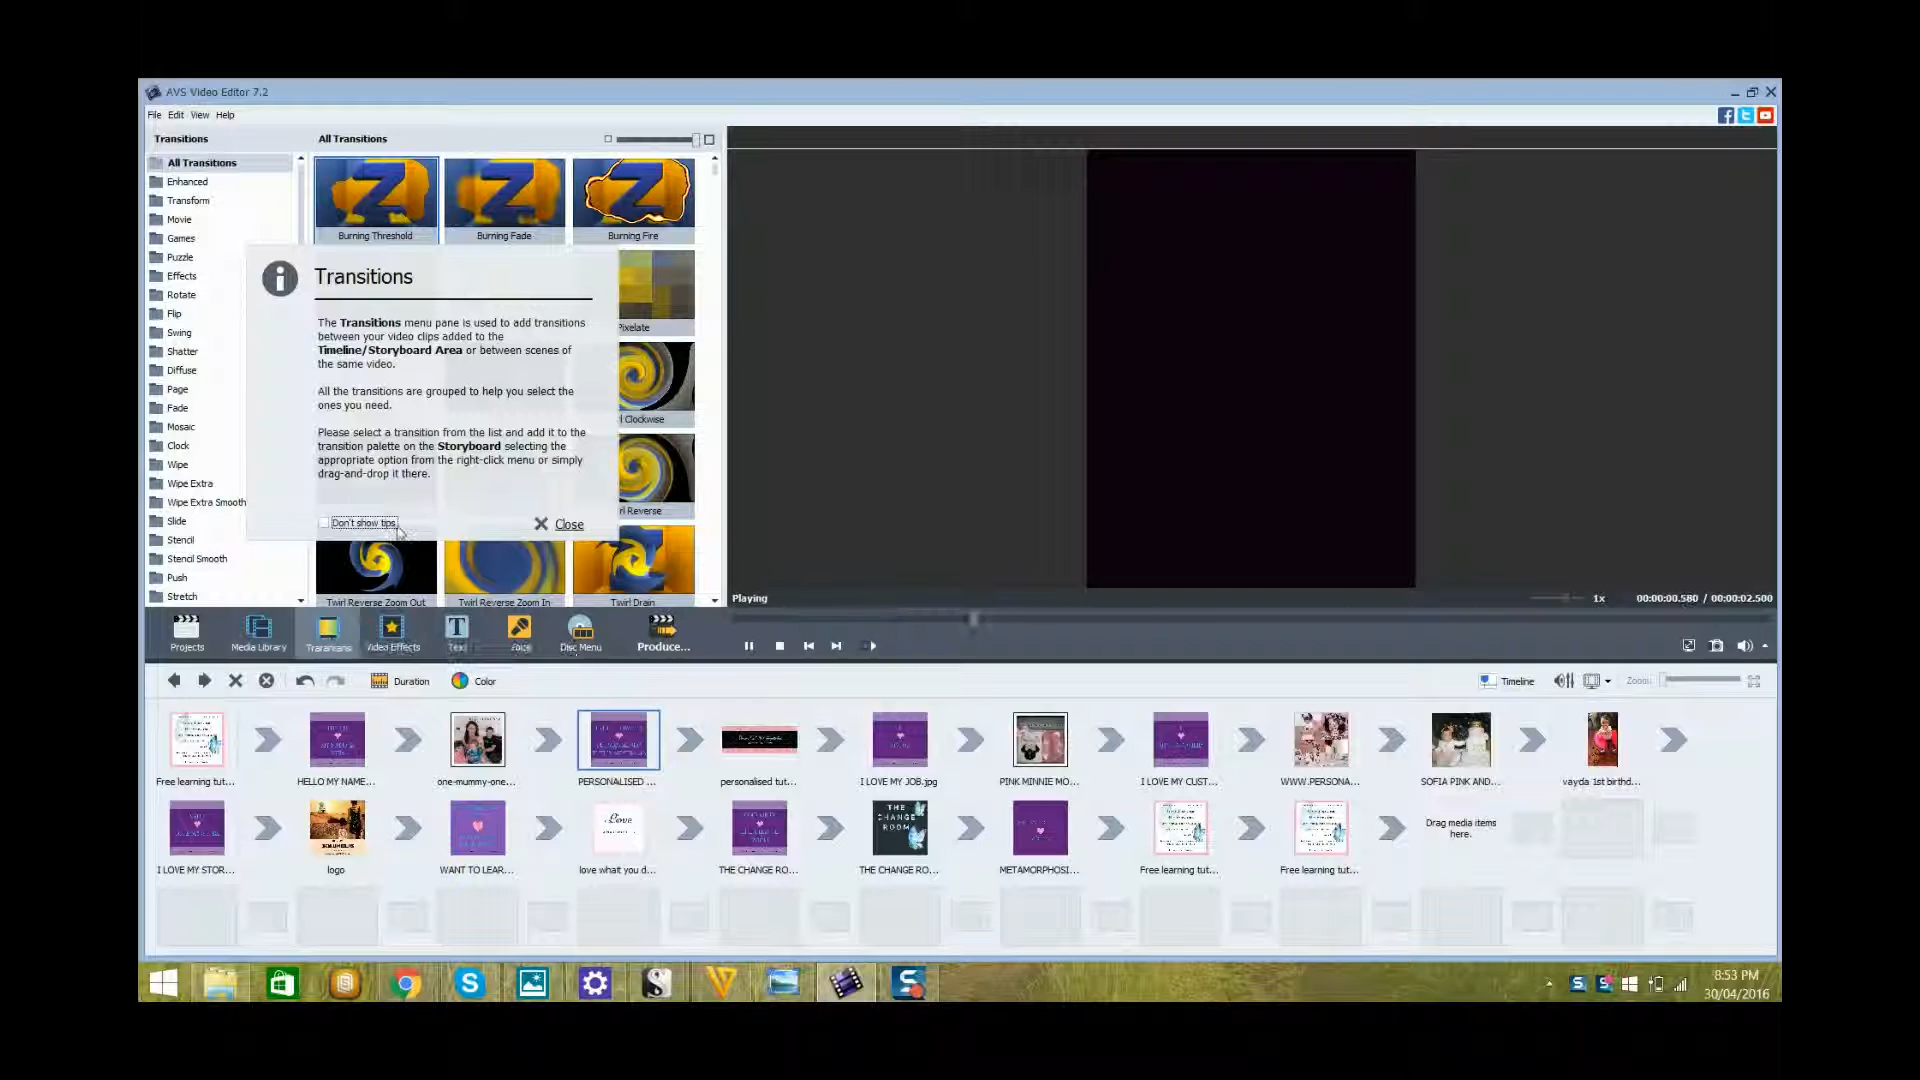 AVS Video Editor 7.2
File Edit View Help
Transitions
All Transitions
All Transitions
Enhanced
Transform
Movie
Games
Puzzle
Effects
Rotate
Flip
Swing
Shatter
Diffuse
Page
Fade
Mosaic
Clock
Wipe
Wipe Extra
Wipe Extra Smooth
Slide
Stencil
Stencil Smooth
Push
Stretch
Burning Threshold Burning Fade Burning Fire
Pixelate
rl Clockwise
rl Reverse
Twirl Reverse Zoom Out Twirl Reverse Zoom In Twirl Drain
Transitions
The Transitions menu pane is used to add transitions
between your video clips added to the
Timeline/Storyboard Area or between scenes of
the same video.
All the transitions are grouped to help you select the
ones you need.
Please select a transition from the list and add it to the
transition palette on the Storyboard selecting the
appropriate option from the right-click menu or simply
drag-and-drop it there.
Don't show tips
Close
Playing
1x
00:00:00.580 / 00:00:02.500
Projects Media Library Transitions Video Effects Text Voice Disc Menu Produce...
Duration Color
Timeline Zoom:
Free learning tut... HELLO MY NAME... one-mummy-one... PERSONALISED ... personalised tut... I LOVE MY JOB.jpg PINK MINNIE MO... I LOVE MY CUST... WWW.PERSONA... SOFIA PINK AND... vayda 1st birthd...
Love
THE
CHANGE
ROOM
Drag media items
here.
I LOVE MY STOR... logo WANT TO LEAR... love what you d... THE CHANGE RO... THE CHANGE RO... METAMORPHOSI... Free learning tut... Free learning tut...
8:53 PM
30/04/2016